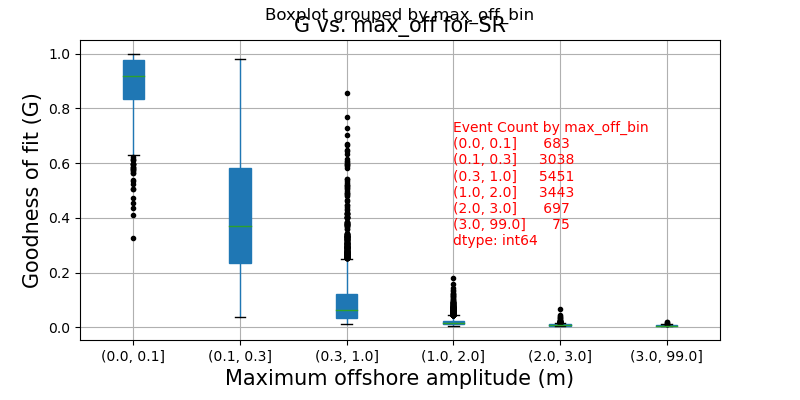 Boxplot grouped by max_off_bin
G vs. max_off for SR
Goodness of fit (G)
1.0
0.8
0.6
0.4
0.2
0.0
Event Count by max_off_bin
(0.0, 0.1] 683
(0.1, 0.3] 3038
(0.3, 1.0] 5451
(1.0, 2.0] 3443
(2.0, 3.0] 697
(3.0, 99.0] 75
dtype: int64
(0.0, 0.1] (0.1, 0.3] (0.3, 1.0] (1.0, 2.0] (2.0, 3.0] (3.0, 99.0]
Maximum offshore amplitude (m)